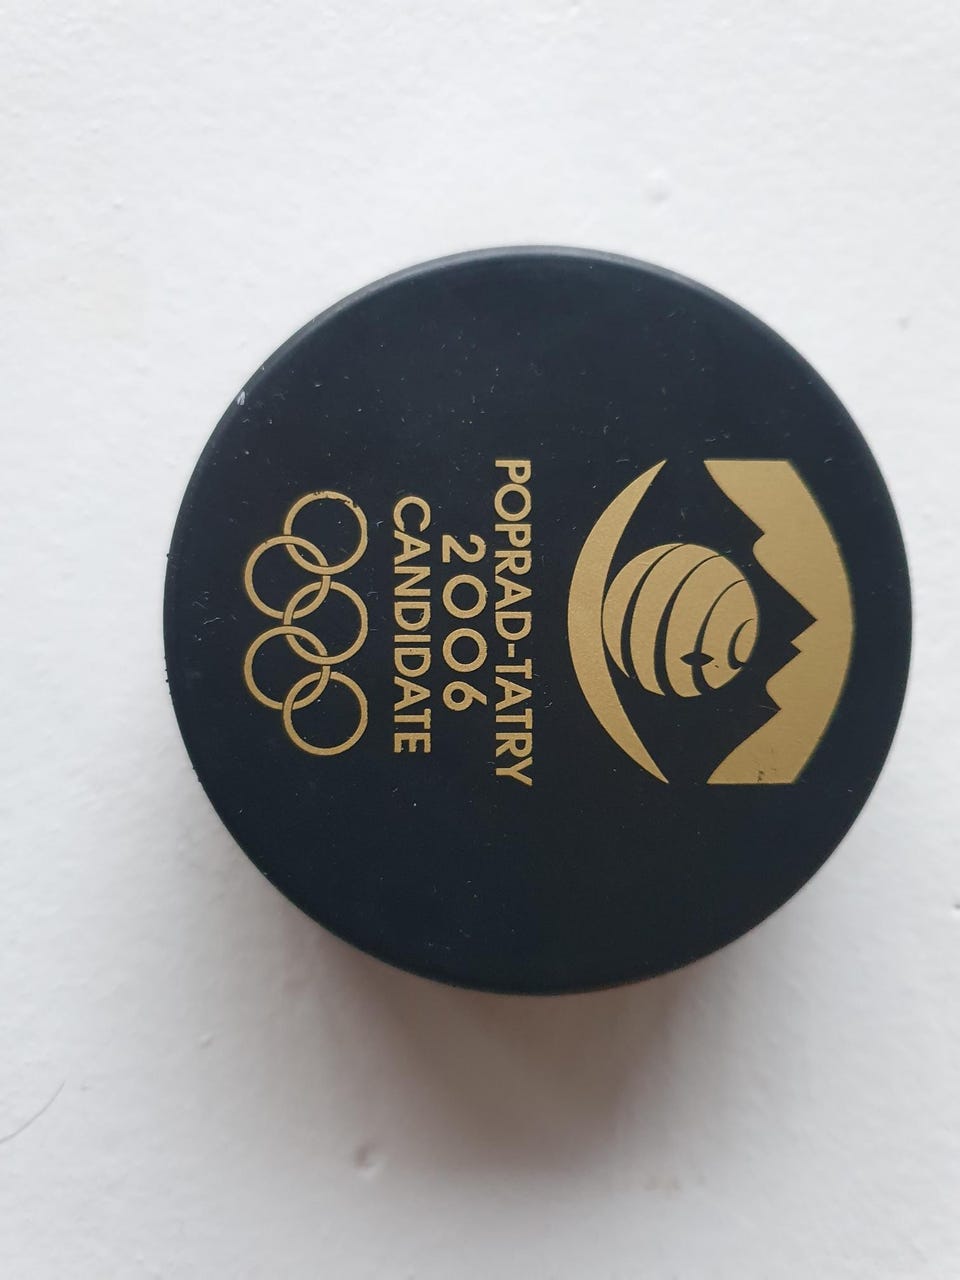 POPRAD-TATRY
2006
CANDIDATE